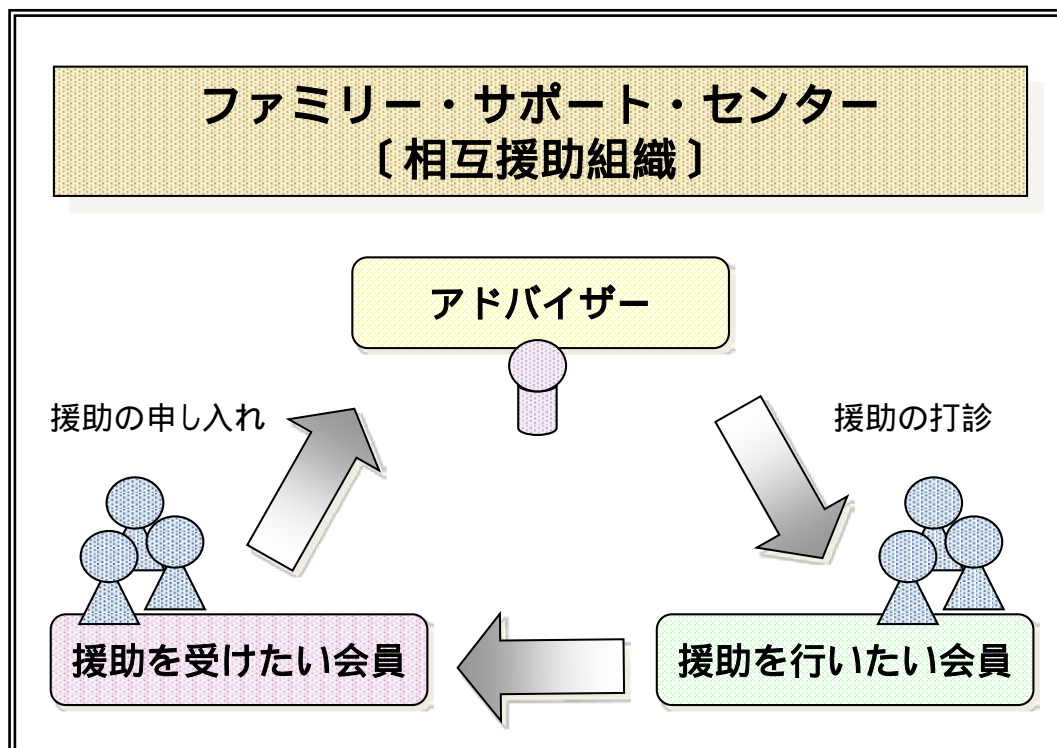 ファミリー・サポート・センター
〔相互援助組織〕
アドバイザー
援助の申し入れ
援助の打診
援助を受けたい会員
援助を行いたい会員